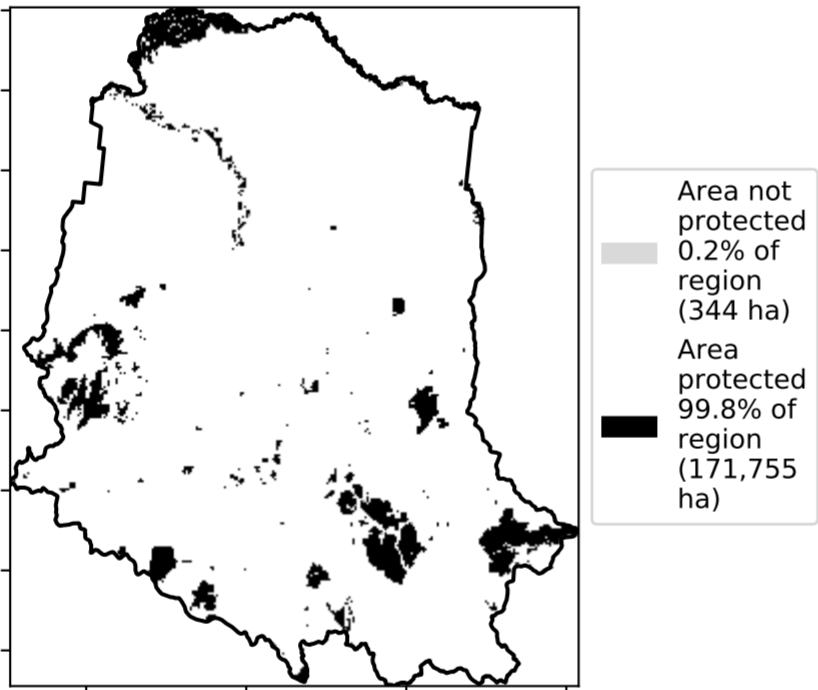 Area not
protected
0.2% of
region
(344 ha)
Area
protected
99.8% of
region
(171,755
ha)